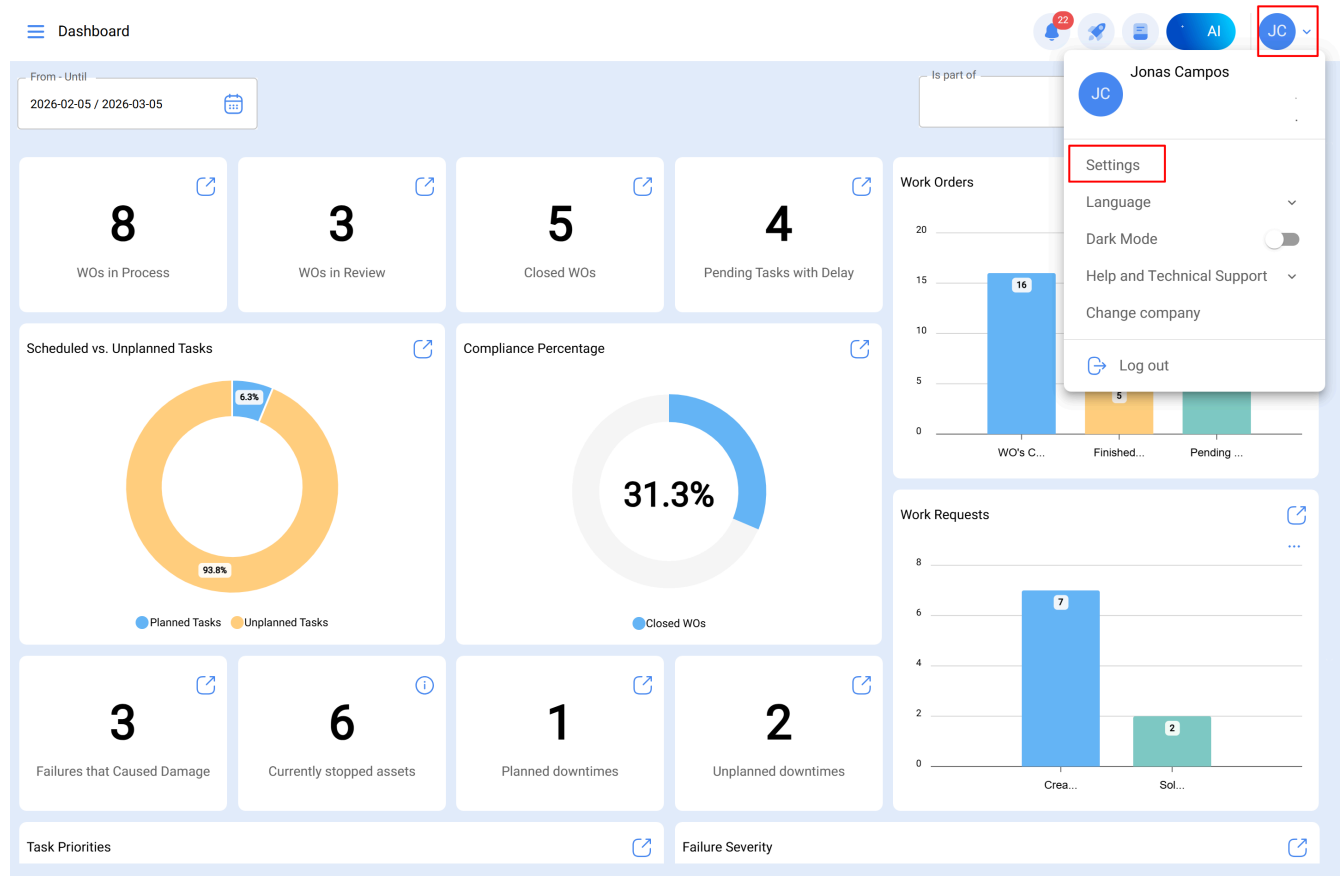 Dashboard
22
AI
JC
From - Until
2026-02-05 / 2026-03-05
Is part of
JC
Jonas Campos
Settings
Language
Dark Mode
Help and Technical Support
Change company
Log out
8
WOs in Process
3
WOs in Review
5
Closed WOs
4
Pending Tasks with Delay
Work Orders
20
15
10
5
0
16
5
WO's C...
Finished...
Pending ...
Scheduled vs. Unplanned Tasks
6.3%
93.8%
Planned Tasks
Unplanned Tasks
Compliance Percentage
31.3%
Closed WOs
Work Requests
8
6
4
2
0
7
2
Crea...
Sol...
3
Failures that Caused Damage
6
Currently stopped assets
1
Planned downtimes
2
Unplanned downtimes
Task Priorities
Failure Severity